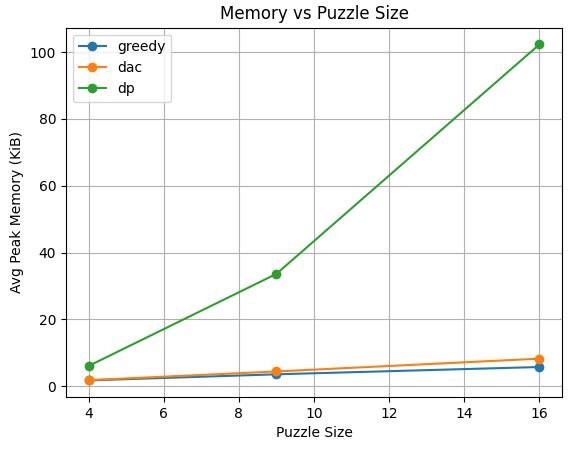 Memory vs Puzzle Size
greedy
dac
dp
Avg Peak Memory (KiB)
100
80
60
40
20
0
4 6 8 10 12 14 16
Puzzle Size